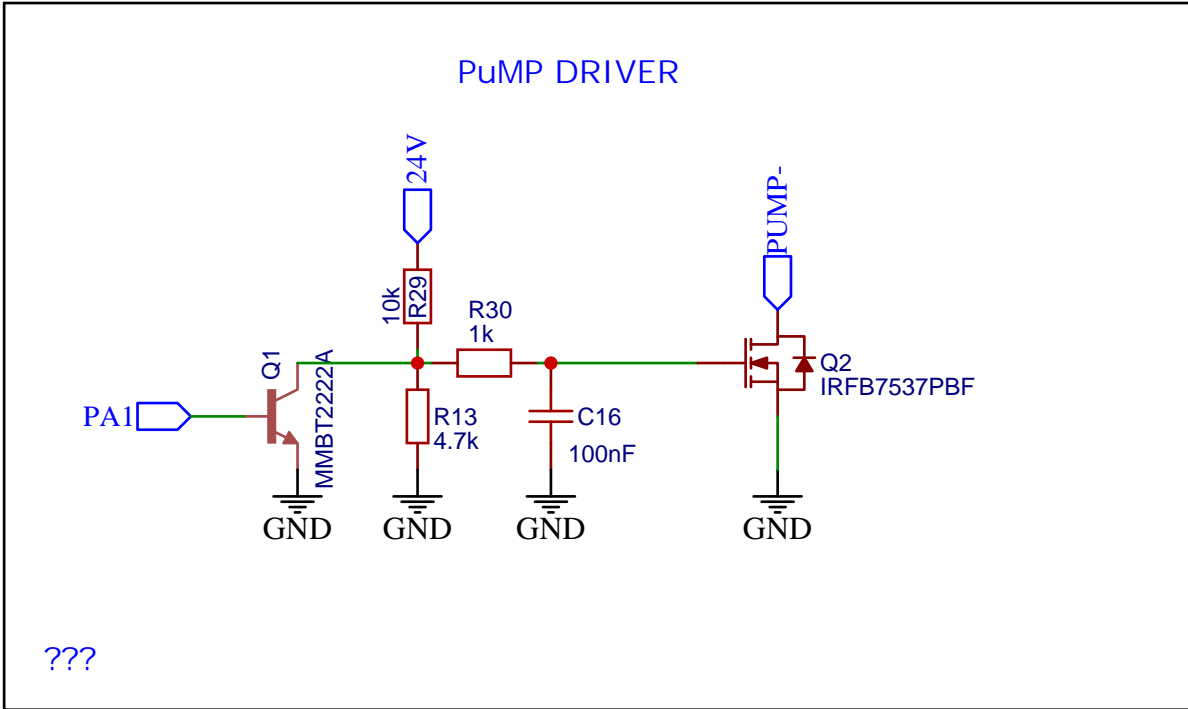 PuMP DRIVER
24V
PUMP-
10k
R29
R30
1k
Q1
MMBT2222A
Q2
IRFB7537PBF
PA1
R13
4.7k
C16
100nF
GND
GND
GND
GND
???